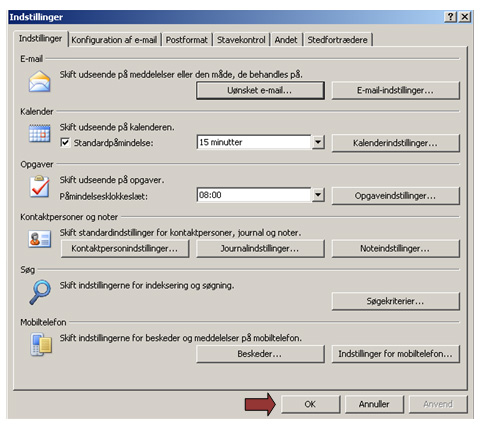 Indstillinger
Indstillinger Konfiguration af e-mail Postformat Stavekontrol Andet Stedfortrædere
E-mail
Skift udseende på meddelelser eller den måde, de behandles på.
Uønsket e-mail... E-mail-indstillinger...
Kalender
Skift udseende på kalenderen.
Standardpåmindelse: 15 minutter Kalenderindstillinger...
Opgaver
Skift udseende på opgaver.
Påmindelsesklokkeslæt: 08:00 Opgaveindstillinger...
Kontaktpersoner og noter
Skift standardindstillinger for kontaktpersoner, journal og noter.
Kontaktpersonindstillinger... Journalindstillinger... Noteindstillinger...
Søg
Skift indstillingerne for indeksering og søgning.
Søgekriterier...
Mobiltelefon
Skift indstillingerne for beskeder og meddelelser på mobiltelefon.
Beskeder... Indstillinger for mobiltelefon...
OK Annuller Anvend